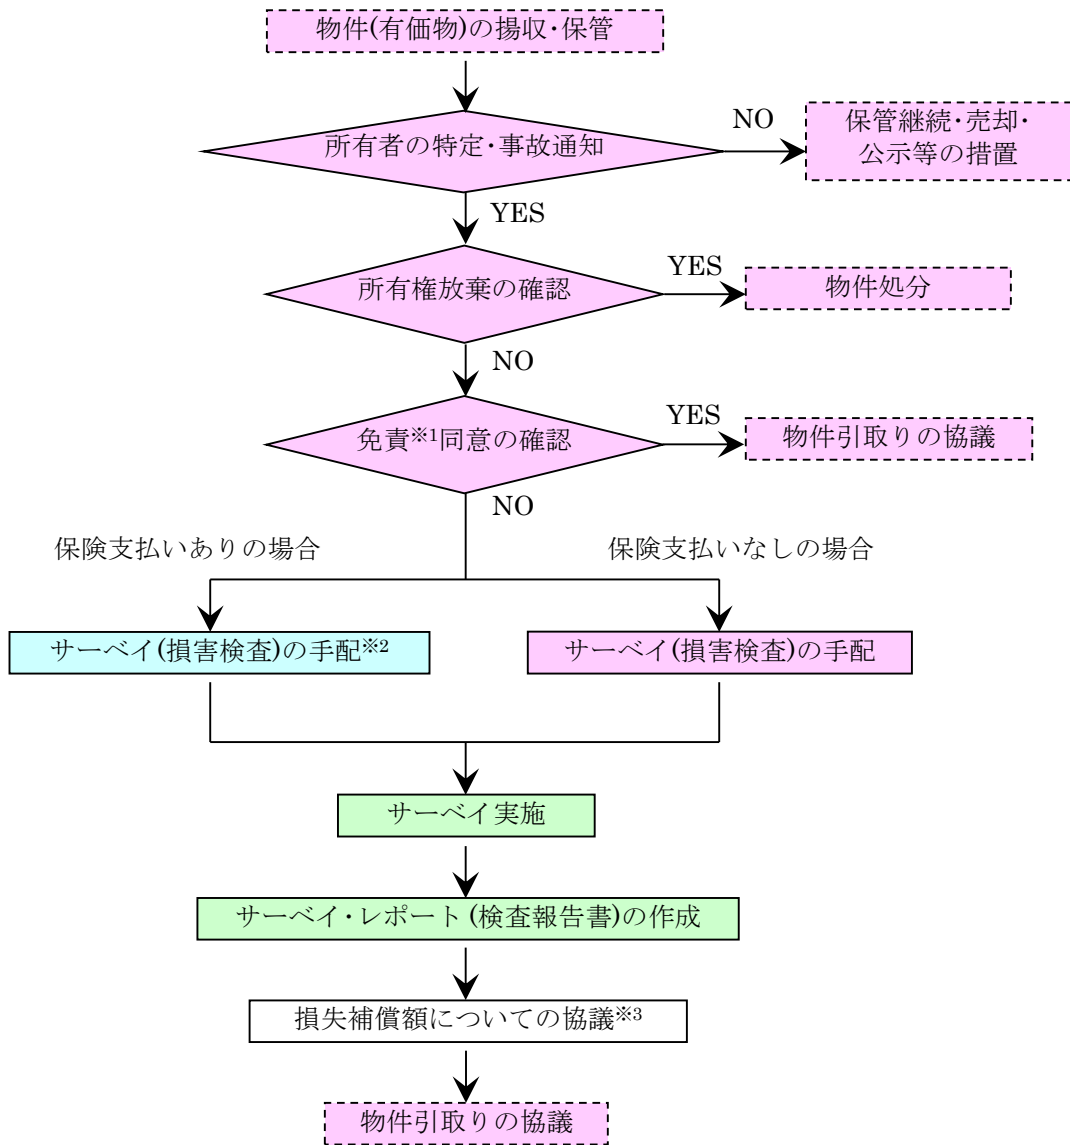 物件(有価物)の揚収・保管
所有者の特定・事故通知
NO
保管継続・売却・
公示等の措置
YES
所有権放棄の確認
YES
物件処分
NO
免責※1同意の確認
YES
物件引取りの協議
NO
保険支払いありの場合
保険支払いなしの場合
サーベイ(損害検査)の手配※2
サーベイ(損害検査)の手配
サーベイ実施
サーベイ・レポート(検査報告書)の作成
損失補償額についての協議※3
物件引取りの協議